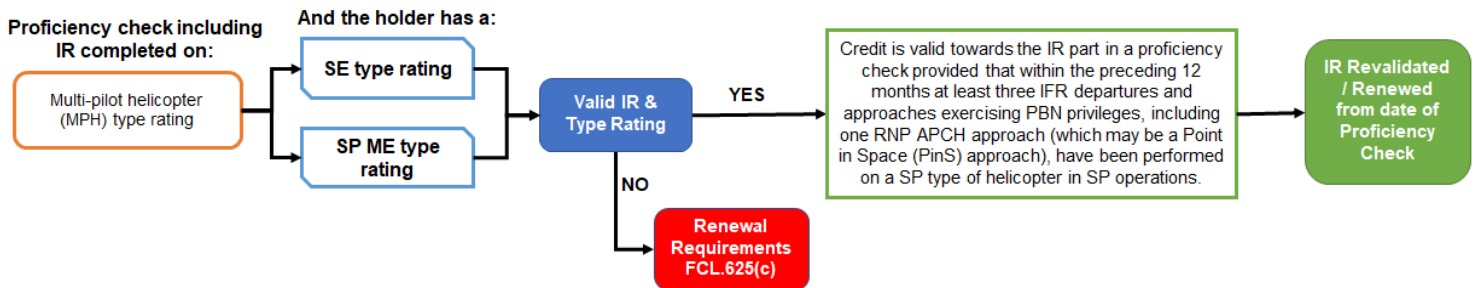 Proficiency check including
IR completed on:
Multi-pilot helicopter
(MPH) type rating
And the holder has a:
SE type rating
SP ME type
rating
Valid IR &
Type Rating
YES
NO
Renewal
Requirements
FCL.625(c)
Credit is valid towards the IR part in a proficiency
check provided that within the preceding 12
months at least three IFR departures and
approaches exercising PBN privileges, including
one RNP APCH approach (which may be a Point
in Space (PinS) approach), have been performed
on a SP type of helicopter in SP operations.
IR Revalidated
/ Renewed
from date of
Proficiency
Check